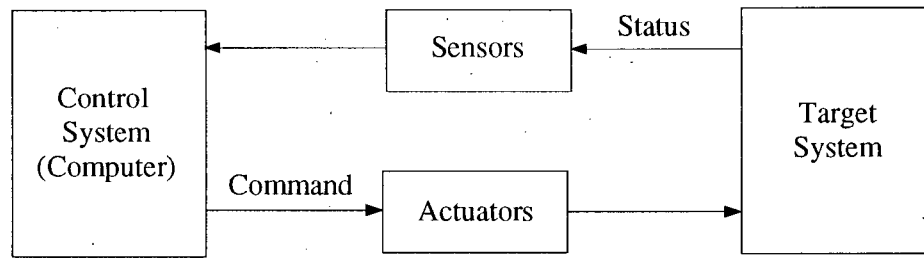 Control
System
(Computer)
Sensors
Status
Command
Actuators
Target
System